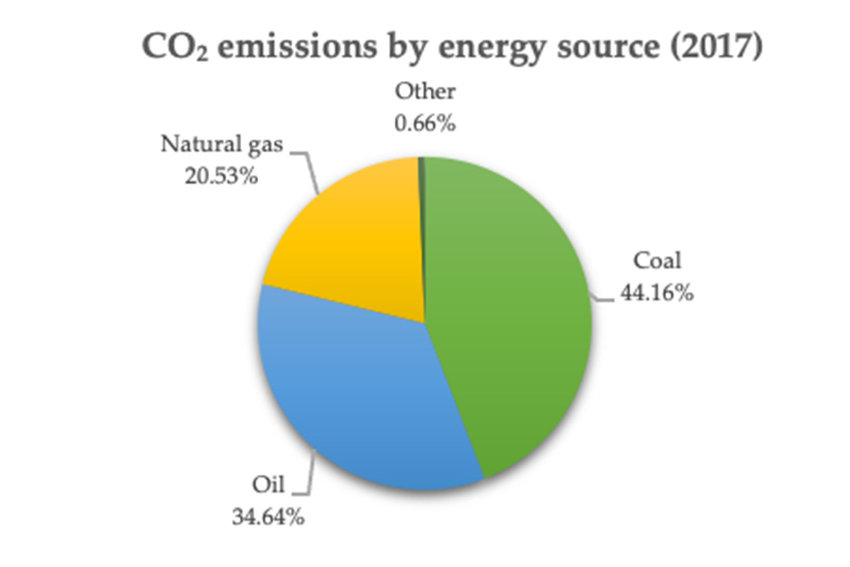 CO₂ emissions by energy source (2017)
Other
0.66%
Natural gas
20.53%
Coal
44.16%
Oil
34.64%